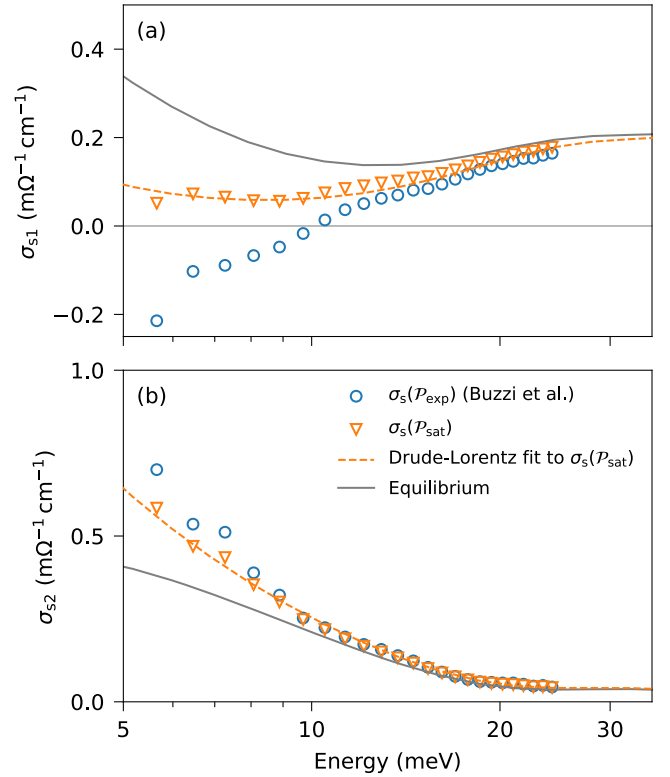 (a)
0.4
0.2
0.0
−0.2
σs1 (mΩ−1 cm−1)
(b)
1.0
0.5
0.0
σs2 (mΩ−1 cm−1)
σs(𝒫exp) (Buzzi et al.)
σs(𝒫sat)
Drude-Lorentz fit to σs(𝒫sat)
Equilibrium
5 10 20 30
Energy (meV)